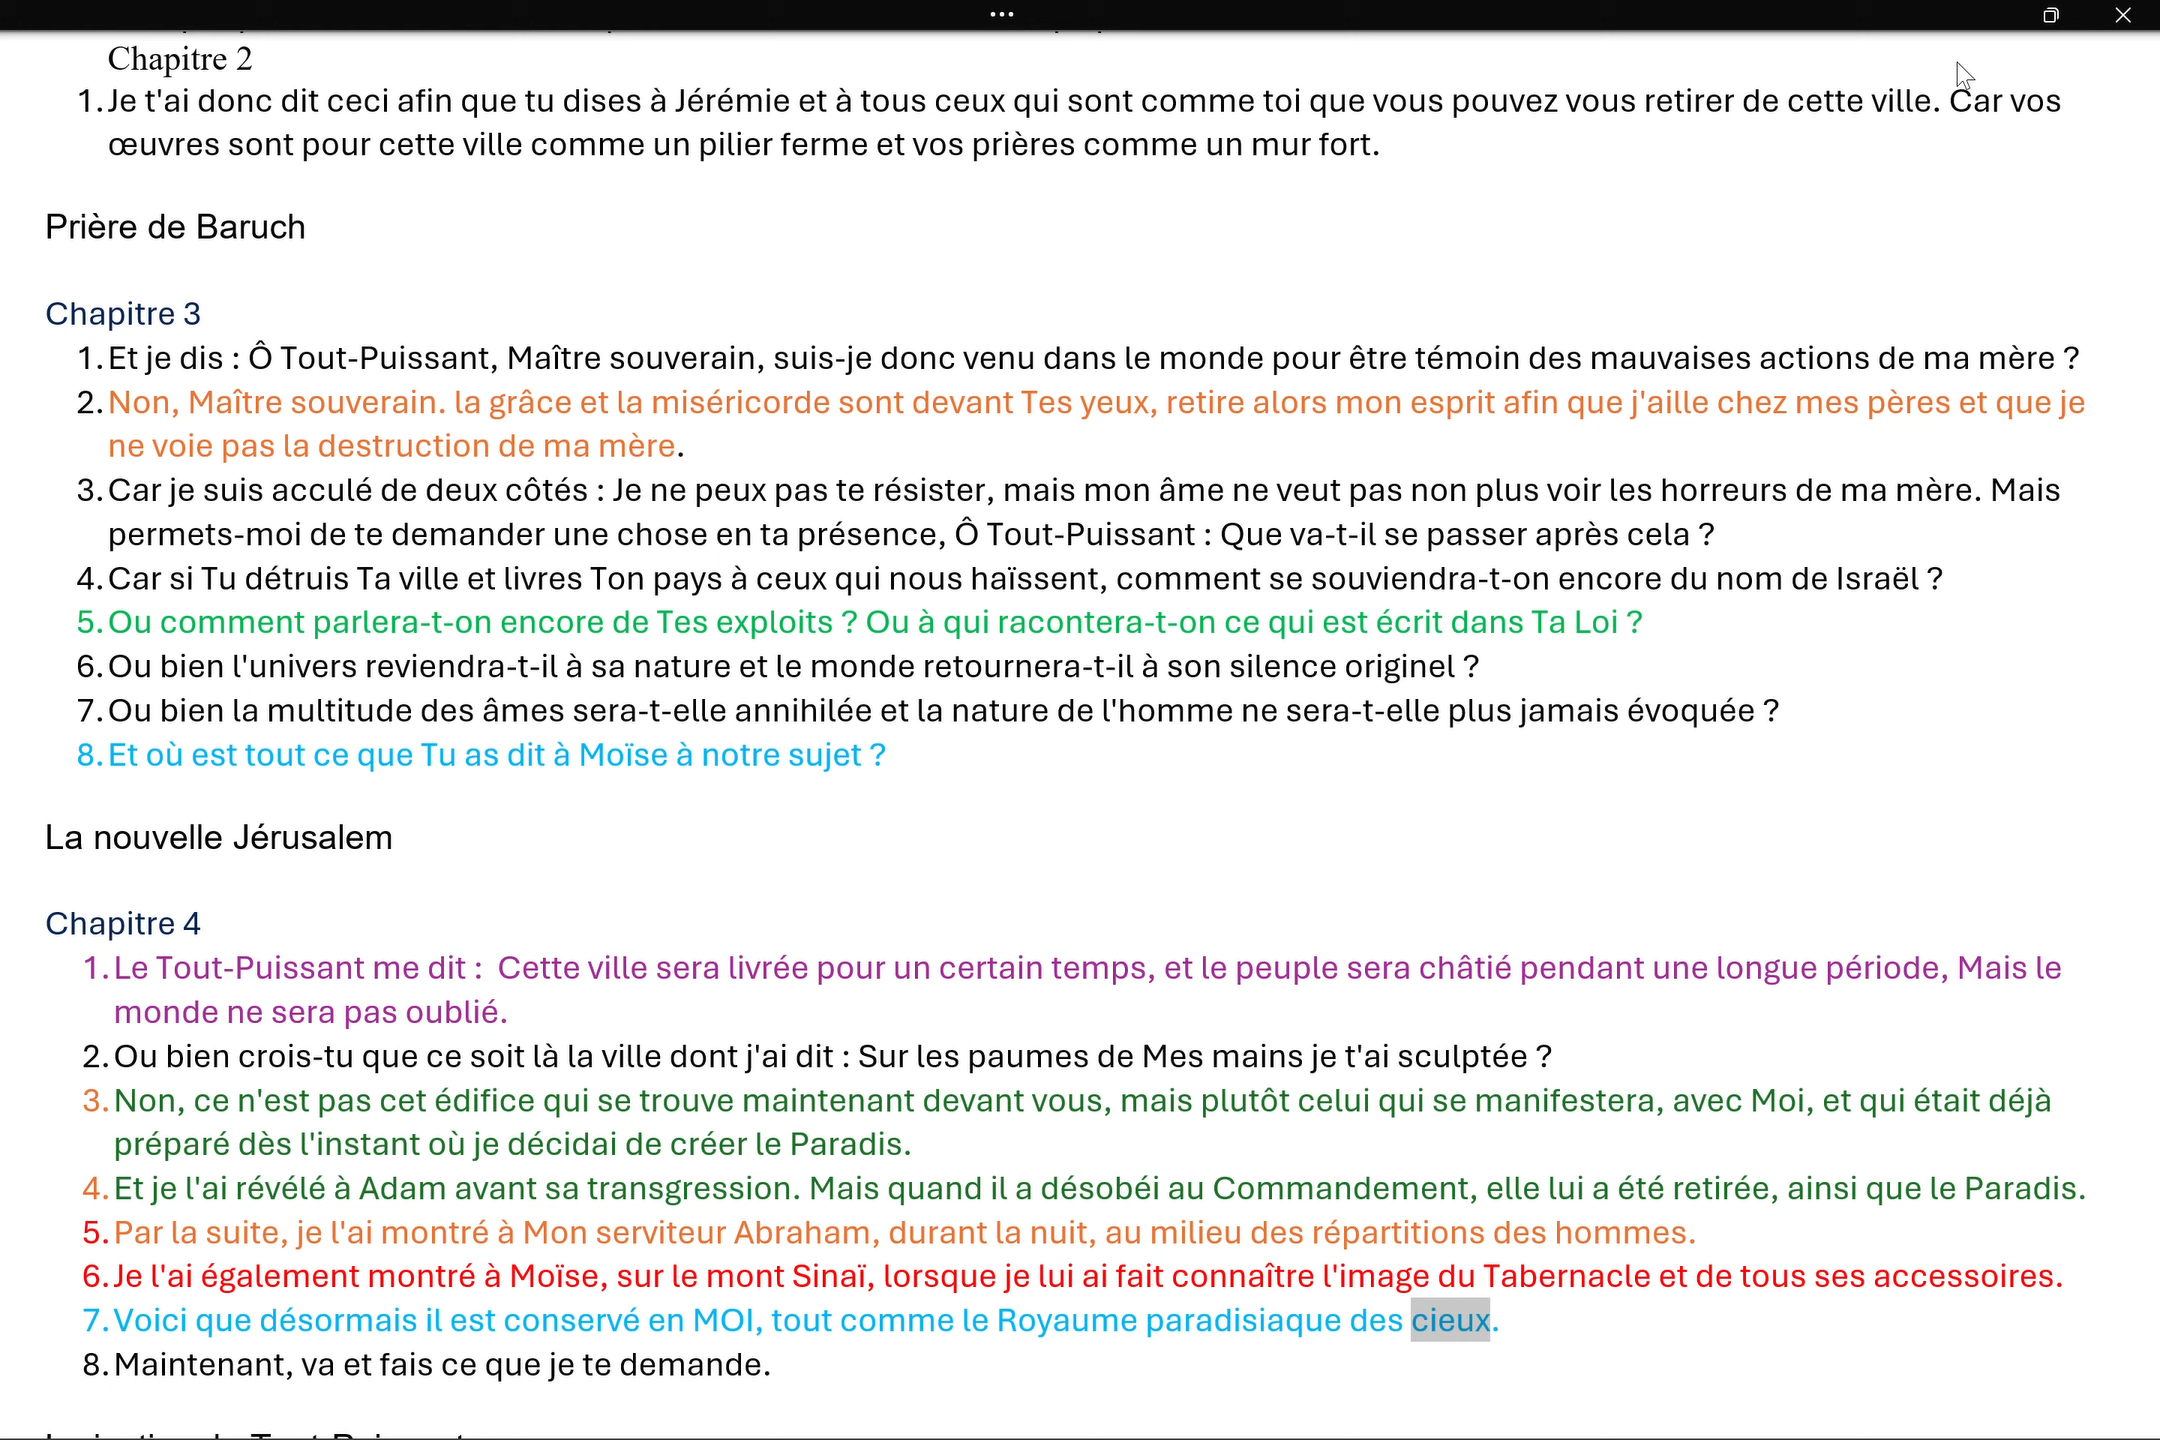 Chapitre 2
1. Je t'ai donc dit ceci afin que tu dises à Jérémie et à tous ceux qui sont comme toi que vous pouvez vous retirer de cette ville. Car vos
œuvres sont pour cette ville comme un pilier ferme et vos prières comme un mur fort.
Prière de Baruch
Chapitre 3
1. Et je dis : Ô Tout-Puissant, Maître souverain, suis-je donc venu dans le monde pour être témoin des mauvaises actions de ma mère ?
2. Non, Maître souverain. la grâce et la miséricorde sont devant Tes yeux, retire alors mon esprit afin que j'aille chez mes pères et que je
ne voie pas la destruction de ma mère.
3. Car je suis acculé de deux côtés : Je ne peux pas te résister, mais mon âme ne veut pas non plus voir les horreurs de ma mère. Mais
permets-moi de te demander une chose en ta présence, Ô Tout-Puissant : Que va-t-il se passer après cela ?
4. Car si Tu détruis Ta ville et livres Ton pays à ceux qui nous haïssent, comment se souviendra-t-on encore du nom de Israël ?
5. Ou comment parlera-t-on encore de Tes exploits ? Ou à qui racontera-t-on ce qui est écrit dans Ta Loi ?
6. Ou bien l'univers reviendra-t-il à sa nature et le monde retournera-t-il à son silence originel ?
7. Ou bien la multitude des âmes sera-t-elle annihilée et la nature de l'homme ne sera-t-elle plus jamais évoquée ?
8. Et où est tout ce que Tu as dit à Moïse à notre sujet ?
La nouvelle Jérusalem
Chapitre 4
1. Le Tout-Puissant me dit :  Cette ville sera livrée pour un certain temps, et le peuple sera châtié pendant une longue période, Mais le
monde ne sera pas oublié.
2. Ou bien crois-tu que ce soit là la ville dont j'ai dit : Sur les paumes de Mes mains je t'ai sculptée ?
3. Non, ce n'est pas cet édifice qui se trouve maintenant devant vous, mais plutôt celui qui se manifestera, avec Moi, et qui était déjà
préparé dès l'instant où je décidai de créer le Paradis.
4. Et je l'ai révélé à Adam avant sa transgression. Mais quand il a désobéi au Commandement, elle lui a été retirée, ainsi que le Paradis.
5. Par la suite, je l'ai montré à Mon serviteur Abraham, durant la nuit, au milieu des répartitions des hommes.
6. Je l'ai également montré à Moïse, sur le mont Sinaï, lorsque je lui ai fait connaître l'image du Tabernacle et de tous ses accessoires.
7. Voici que désormais il est conservé en MOI, tout comme le Royaume paradisiaque des cieux.
8. Maintenant, va et fais ce que je te demande.